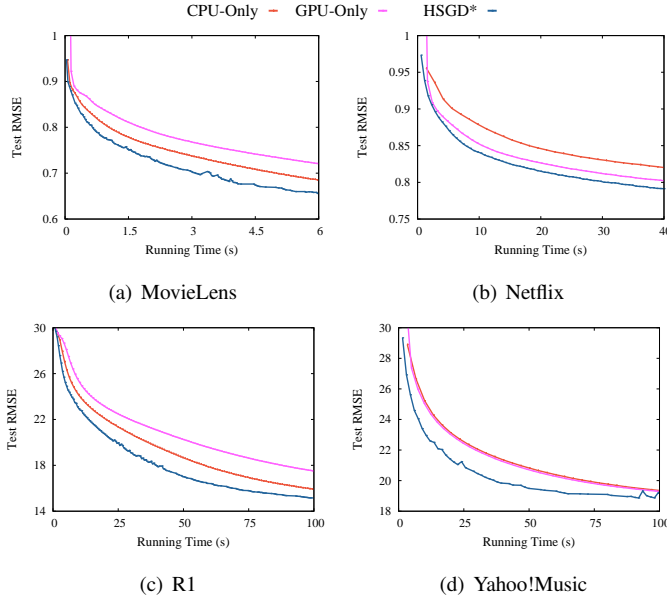 CPU-Only GPU-Only HSGD*
1
0.9
0.8
0.7
0.6
Test RMSE
0 1.5 3 4.5 6
Running Time (s)
(a) MovieLens
1
0.95
0.9
0.85
0.8
0.75
Test RMSE
0 10 20 30 40
Running Time (s)
(b) Netflix
30
26
22
18
14
Test RMSE
0 25 50 75 100
Running Time (s)
(c) R1
30
28
26
24
22
20
18
Test RMSE
0 25 50 75 100
Running Time (s)
(d) Yahoo!Music